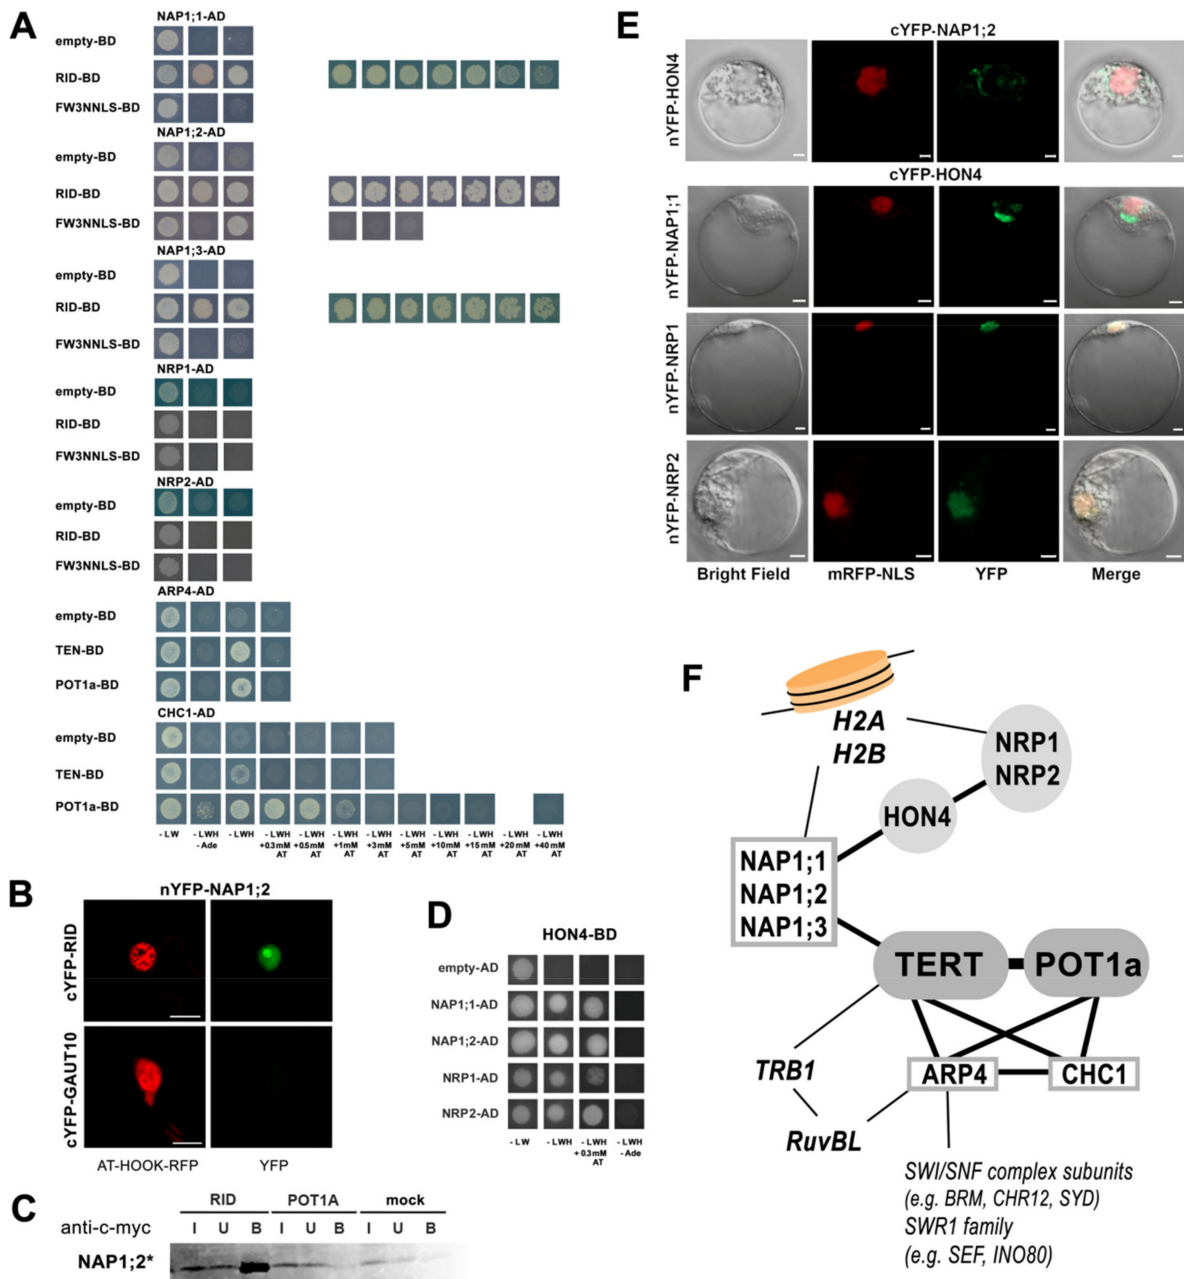 A
NAP1;1-AD
empty-BD
RID-BD
FW3NNLS-BD
NAP1;2-AD
empty-BD
RID-BD
FW3NNLS-BD
NAP1;3-AD
empty-BD
RID-BD
FW3NNLS-BD
NRP1-AD
empty-BD
RID-BD
FW3NNLS-BD
NRP2-AD
empty-BD
RID-BD
FW3NNLS-BD
ARP4-AD
empty-BD
TEN-BD
POT1a-BD
CHC1-AD
empty-BD
TEN-BD
POT1a-BD
- LW - LWH - LWH - LWH - LWH - LWH - LWH - LWH - LWH - LWH - LWH - LWH
- Ade +0.3mM +0.5mM +1mM +3mM +5mM +10mM +15mM +20 mM +40 mM
AT AT AT AT AT AT AT AT AT
B
nYFP-NAP1;2
cYFP-RID
cYFP-GAUT10
AT-HOOK-RFP YFP
C
RID POT1A mock
anti-c-myc I U B I U B I U B
NAP1;2*
D
HON4-BD
empty-AD
NAP1;1-AD
NAP1;2-AD
NRP1-AD
NRP2-AD
- LW - LWH - LWH - LWH
+ 0.3mM - Ade
AT
E
cYFP-NAP1;2
nYFP-HON4
cYFP-HON4
nYFP-NAP1;1
nYFP-NRP1
nYFP-NRP2
Bright Field mRFP-NLS YFP Merge
F
H2A
H2B
NRP1
NRP2
HON4
NAP1;1
NAP1;2
NAP1;3
TERT POT1a
TRB1
ARP4 CHC1
RuvBL
SWI/SNF complex subunits
(e.g. BRM, CHR12, SYD)
SWR1 family
(e.g. SEF, INO80)